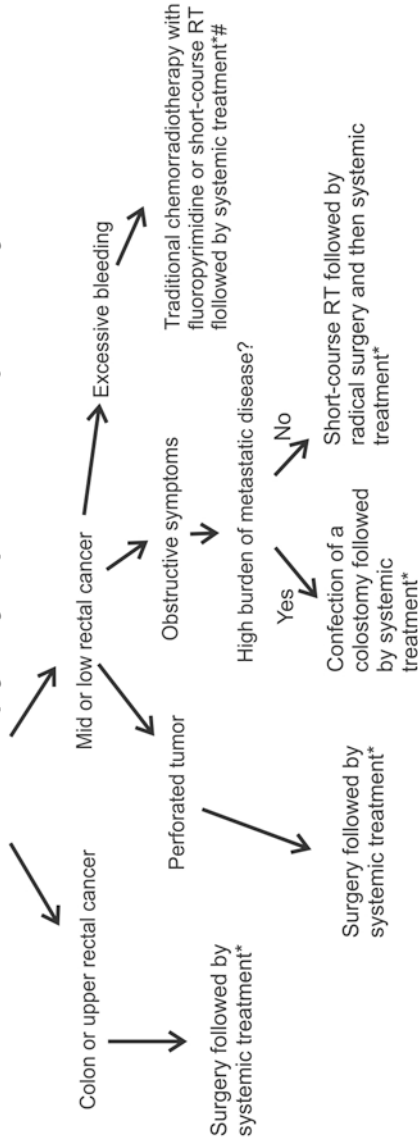 Colon or upper rectal cancer
Surgery followed by
systemic treatment*
Mid or low rectal cancer
Perforated tumor
Surgery followed by
systemic treatment*
Obstructive symptoms
High burden of metastatic disease?
Yes
Confection of a
colostomy followed
by systemic
treatment*
No
Short-course RT followed by
radical surgery and then systemic
treatment*
Excessive bleeding
Traditional chemorradiotherapy with
fluoropyrimidine or short-course RT
flollowed by systemic treatment*#